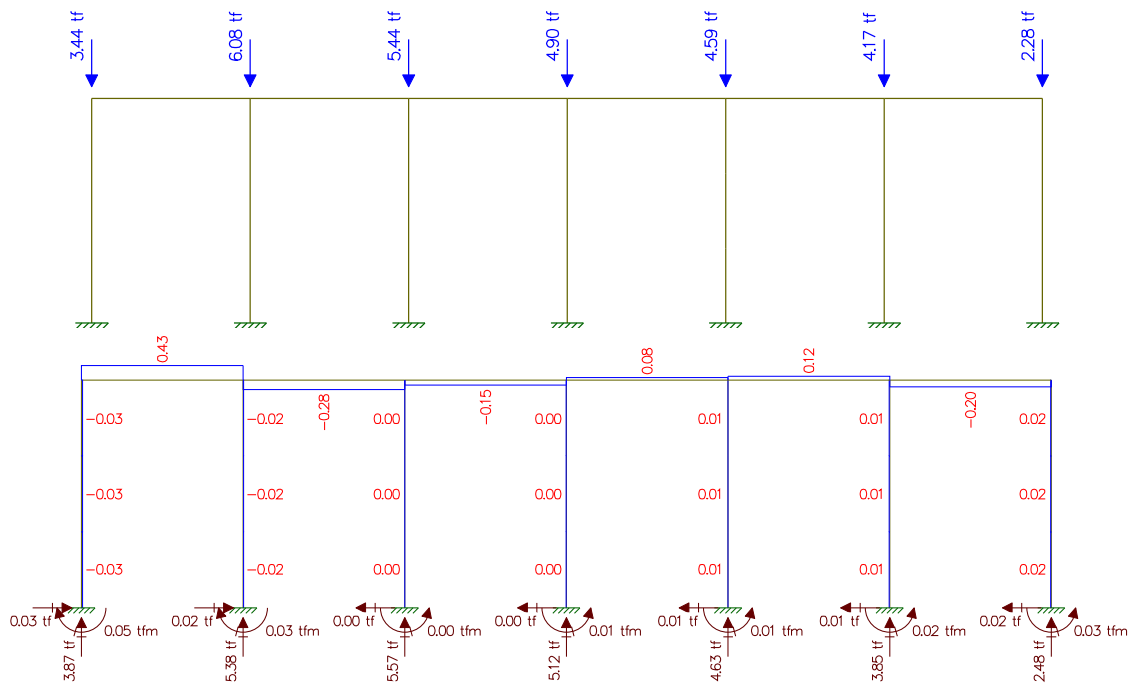 3.44 tf
6.08 tf
5.44 tf
4.90 tf
4.59 tf
4.17 tf
2.28 tf
0.43
-0.28
-0.15
0.08
0.12
-0.20
-0.03
-0.02
0.00
0.00
0.01
0.01
0.02
-0.03
-0.02
0.00
0.00
0.01
0.01
0.02
-0.03
-0.02
0.00
0.00
0.01
0.01
0.02
0.03 tf
0.05 tfm
0.02 tf
0.03 tfm
0.00 tf
0.00 tfm
0.00 tf
0.01 tfm
0.01 tf
0.01 tfm
0.01 tf
0.02 tfm
0.02 tf
0.03 tfm
3.87 tf
5.38 tf
5.57 tf
5.12 tf
4.63 tf
3.85 tf
2.48 tf